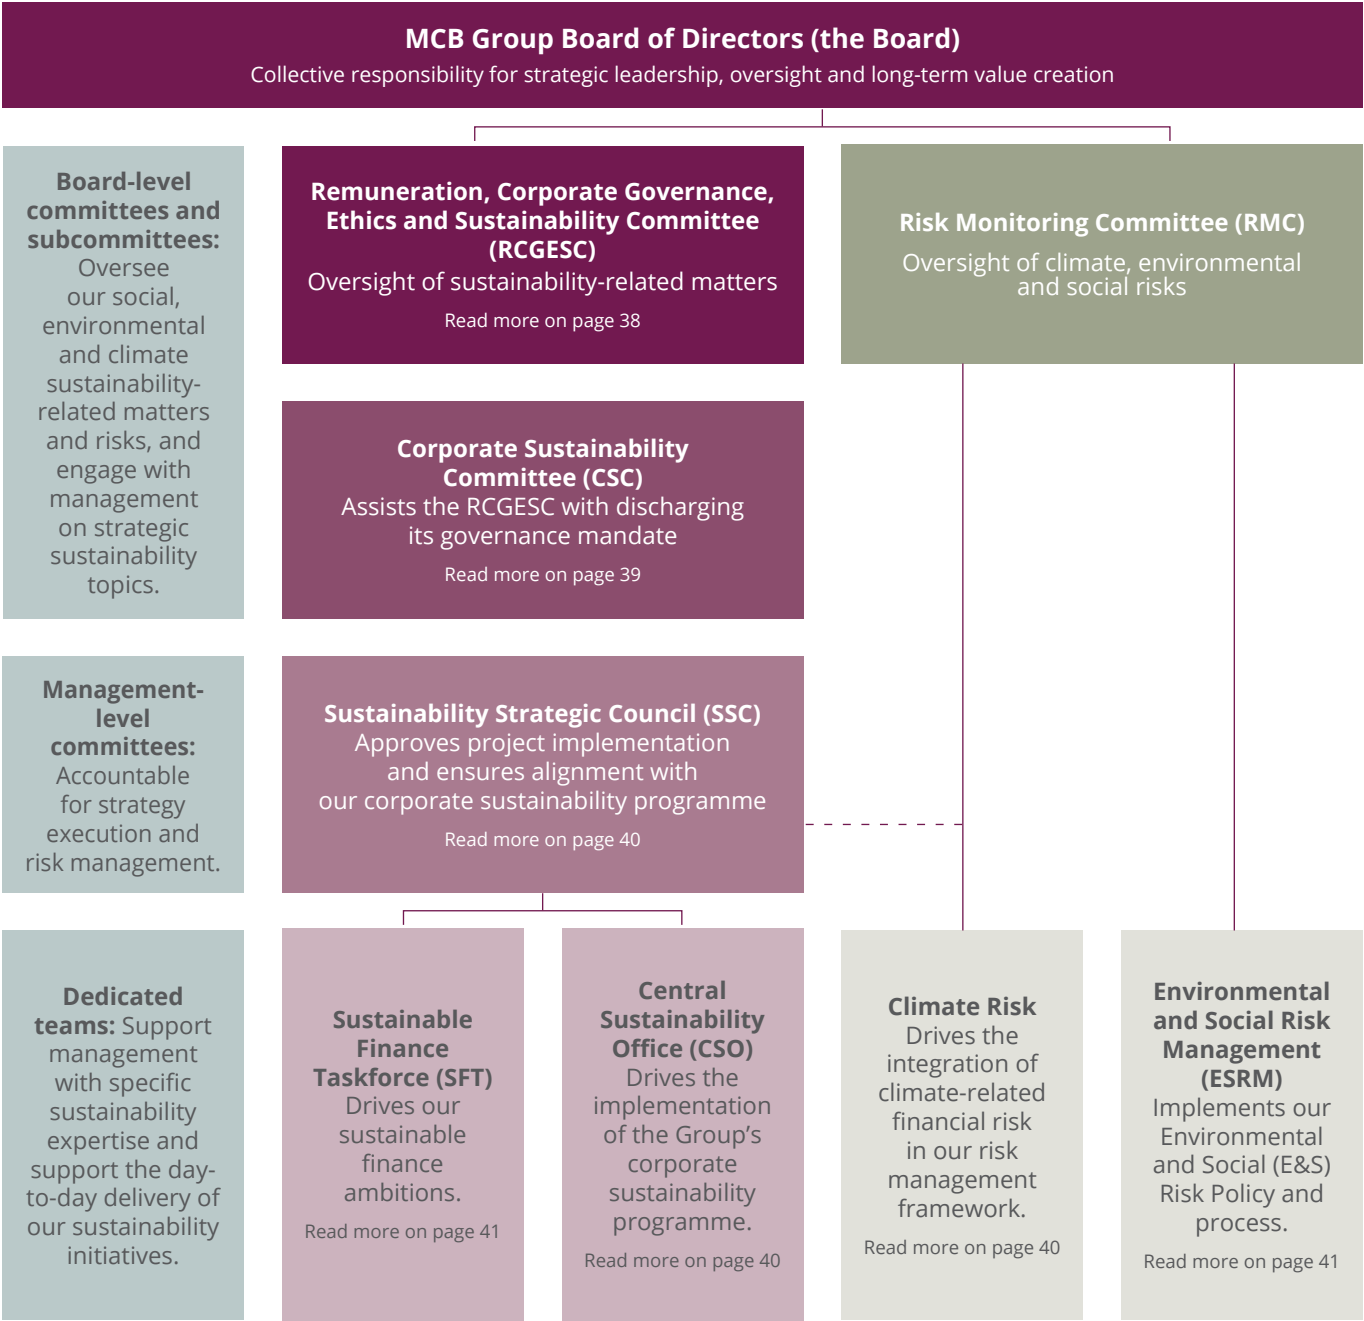 MCB Group Board of Directors (the Board)
Collective responsibility for strategic leadership, oversight and long-term value creation
Board-level
committees and
subcommittees:
Oversee
our social,
environmental
and climate
sustainability-
related matters
and risks, and
engage with
management
on strategic
sustainability
topics.
Remuneration, Corporate Governance,
Ethics and Sustainability Committee
(RCGESC)
Oversight of sustainability-related matters
Read more on page 38
Risk Monitoring Committee (RMC)
Oversight of climate, environmental
and social risks
Corporate Sustainability
Committee (CSC)
Assists the RCGESC with discharging
its governance mandate
Read more on page 39
Management-
level
committees:
Accountable
for strategy
execution and
risk management.
Sustainability Strategic Council (SSC)
Approves project implementation
and ensures alignment with
our corporate sustainability programme
Read more on page 40
Dedicated
teams: Support
management
with specific
sustainability
expertise and
support the day-
to-day delivery of
our sustainability
initiatives.
Sustainable
Finance
Taskforce (SFT)
Drives our
sustainable
finance
ambitions.
Read more on page 41
Central
Sustainability
Office (CSO)
Drives the
implementation
of the Group's
corporate
sustainability
programme.
Read more on page 40
Climate Risk
Drives the
integration of
climate-related
financial risk
in our risk
management
framework.
Read more on page 40
Environmental
and Social Risk
Management
(ESRM)
Implements our
Environmental
and Social (E&S)
Risk Policy and
process.
Read more on page 41